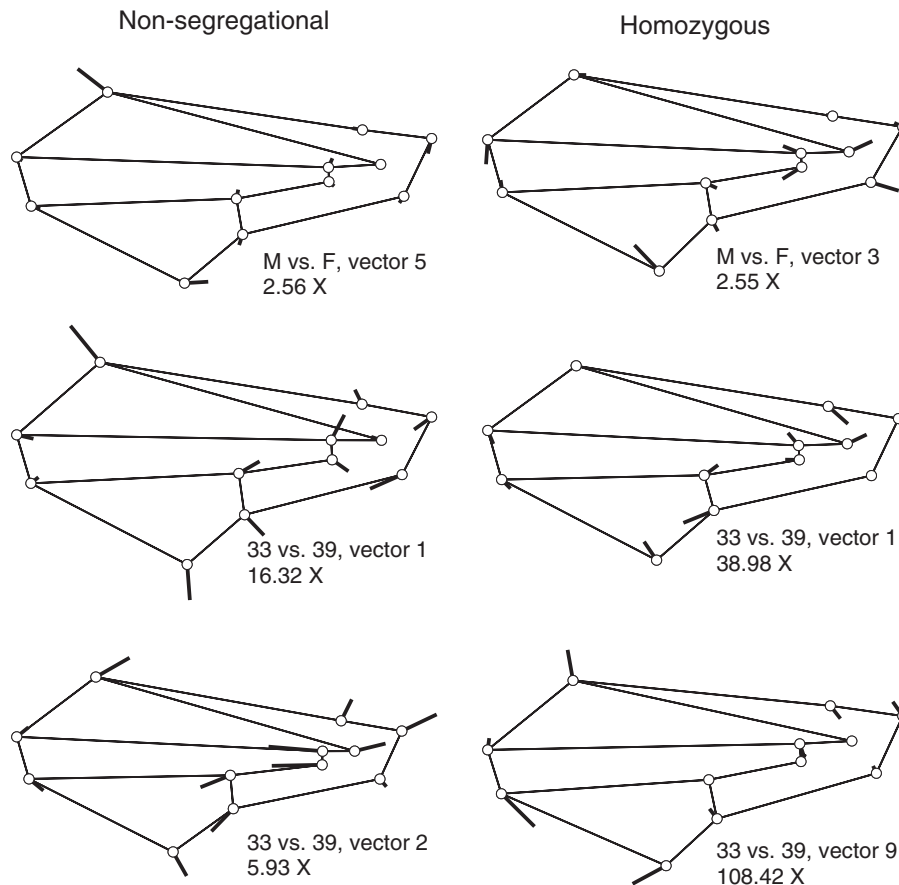 Non-segregational
Homozygous
M vs. F, vector 5
2.56 X
M vs. F, vector 3
2.55 X
33 vs. 39, vector 1
16.32 X
33 vs. 39, vector 1
38.98 X
33 vs. 39, vector 2
5.93 X
33 vs. 39, vector 9
108.42 X